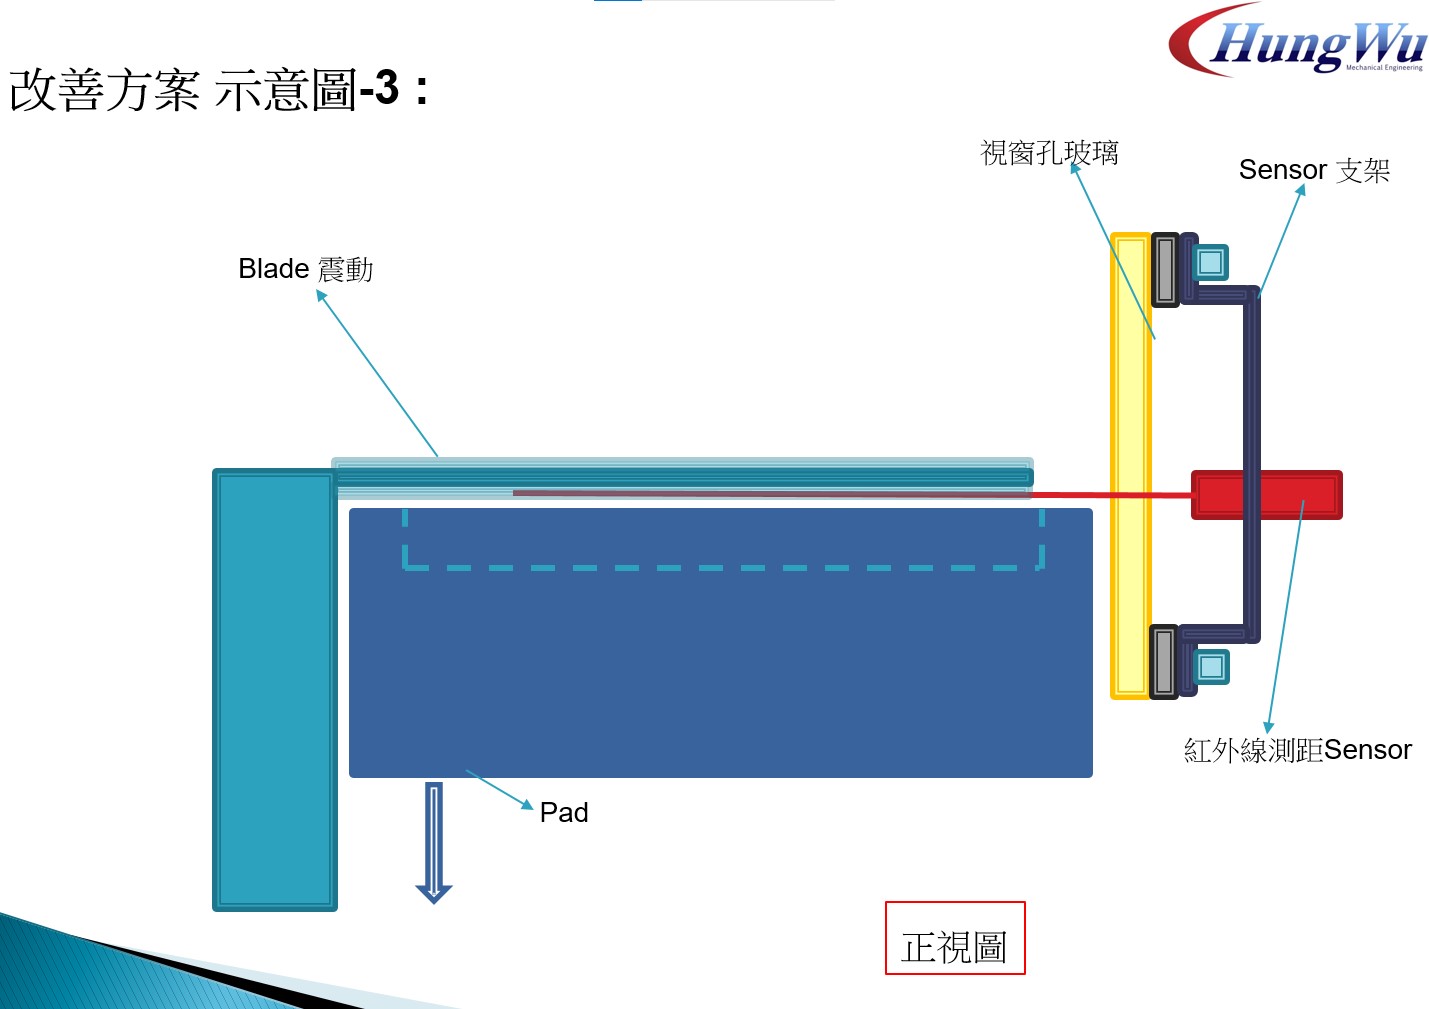 HungWu
Mechanical Engineering
改善方案 示意圖-3 :
視窗孔玻璃
Sensor 支架
Blade 震動
紅外線測距Sensor
Pad
正視圖